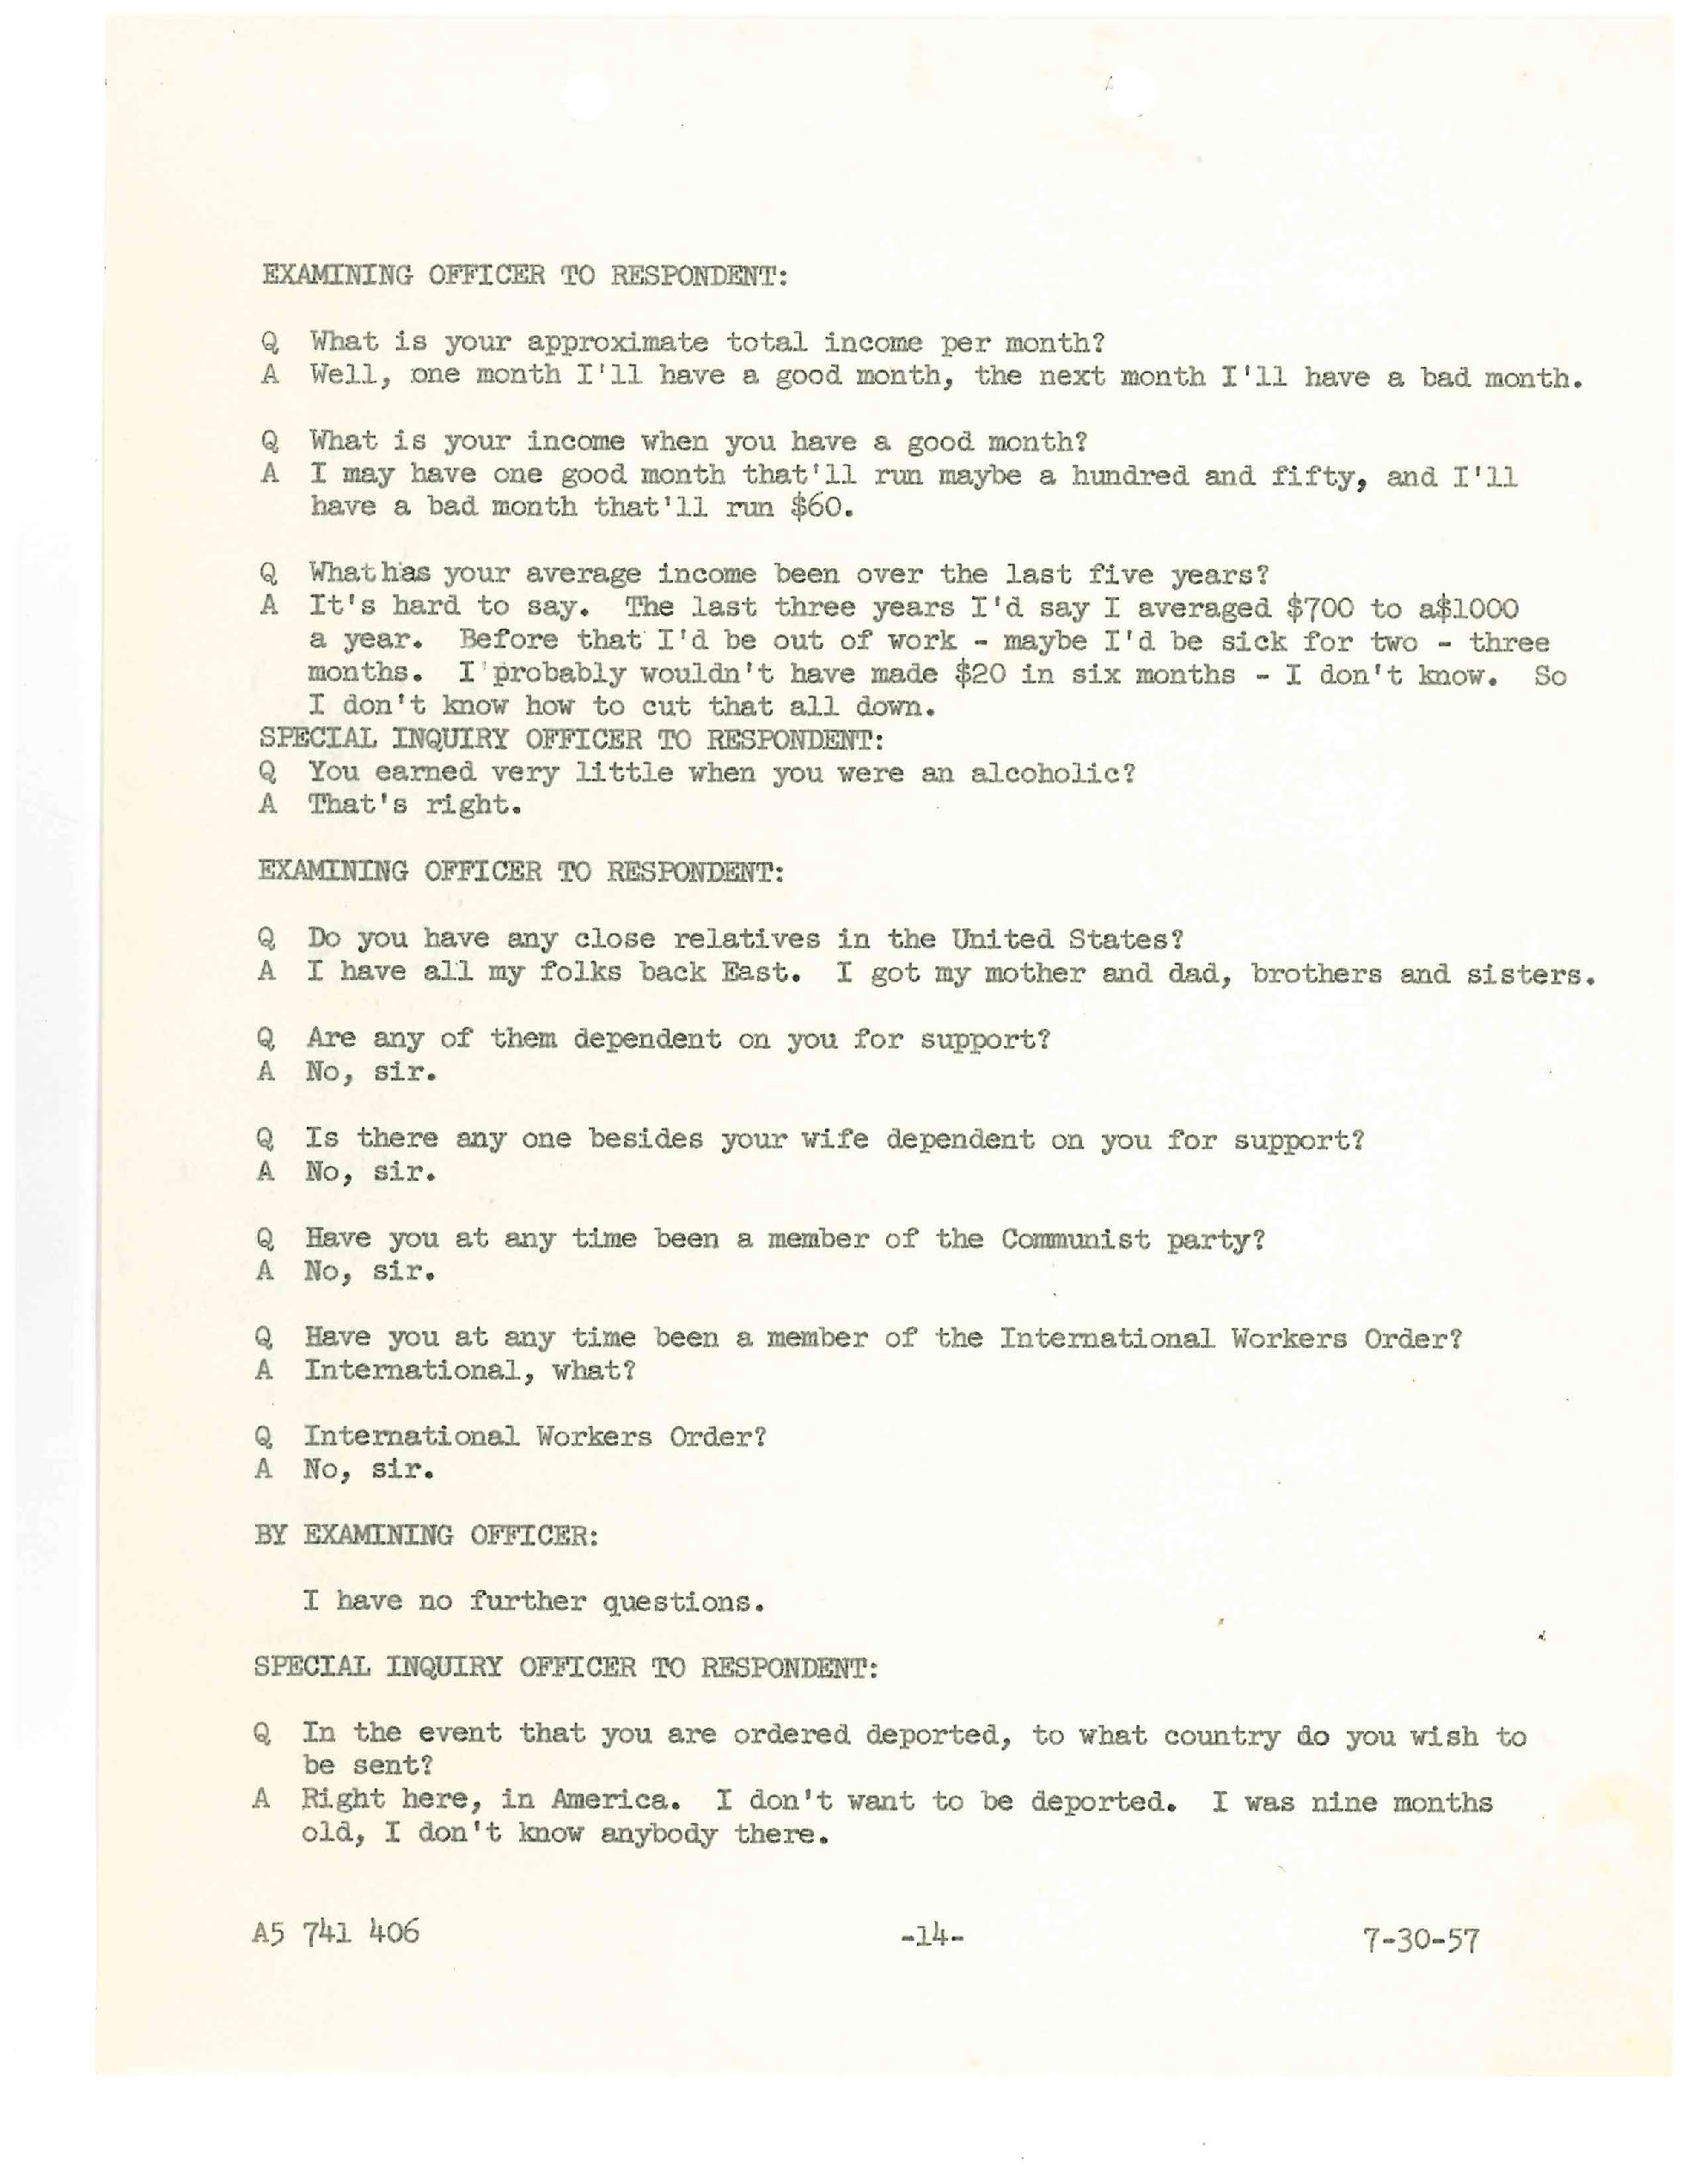 EXAMINING OFFICER TO RESPONDENT:
Q What is your approximate total income per month?
A Well, one month I'll have a good month, the next month I'll have a bad month.
Q What is your income when you have a good month?
A I may have one good month that'll run maybe a hundred and fifty, and I'll
have a bad month that'll run $60.
Q What has your average income been over the last five years?
A It's hard to say. The last three years I'd say I averaged $700 to a$1000
a year. Before that I'd be out of work - maybe I'd be sick for two - three
months. I probably wouldn't have made $20 in six months - I don't know. So
I don't know how to cut that all down.
SPECIAL INQUIRY OFFICER TO RESPONDENT:
Q You earned very little when you were an alcoholic?
A That's right.
EXAMINING OFFICER TO RESPONDENT:
Q Do you have any close relatives in the United States?
A I have all my folks back East. I got my mother and dad, brothers and sisters.
Q Are any of them dependent on you for support?
A No, sir.
Q Is there any one besides your wife dependent on you for support?
A No, sir.
Q Have you at any time been a member of the Communist party?
A No, sir.
Q Have you at any time been a member of the International Workers Order?
A International, what?
Q International Workers Order?
A No, sir.
BY EXAMINING OFFICER:
I have no further questions.
SPECIAL INQUIRY OFFICER TO RESPONDENT:
Q In the event that you are ordered deported, to what country do you wish to
be sent?
A Right here, in America. I don't want to be deported. I was nine months
old, I don't know anybody there.
A5 741 406 -14- 7-30-57